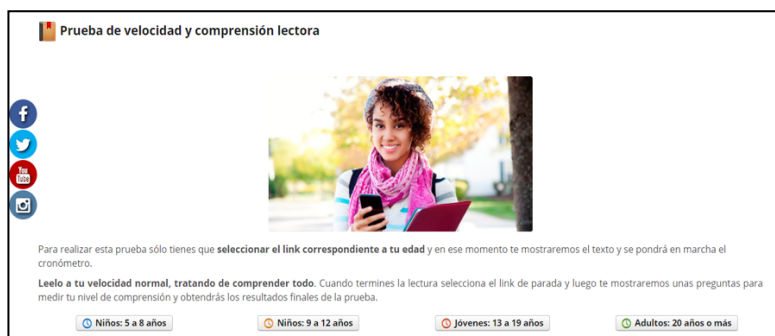 Prueba de velocidad y comprensión lectora
You
Tube
Para realizar esta prueba sólo tienes que seleccionar el link correspondiente a tu edad y en ese momento te mostraremos el texto y se pondrá en marcha el
cronómetro.
Leelo a tu velocidad normal, tratando de comprender todo. Cuando termines la lectura selecciona el link de parada y luego te mostraremos unas preguntas para
medir tu nivel de comprensión y obtendrás los resultados finales de la prueba.
Niños: 5 a 8 años Niños: 9 a 12 años Jóvenes: 13 a 19 años Adultos: 20 años o más